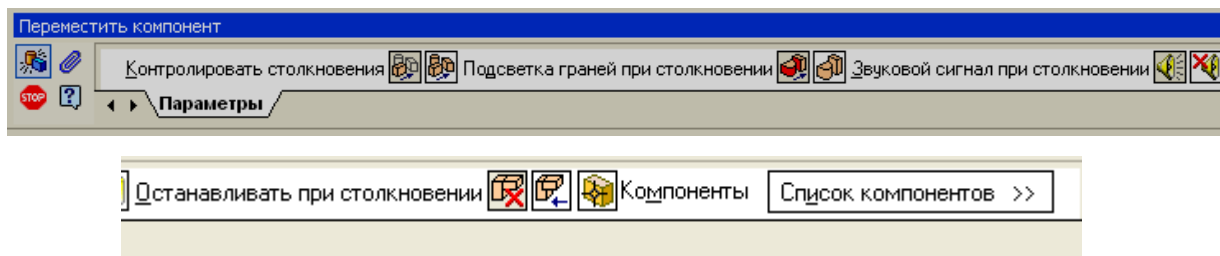 Переместить компонент
Контролировать столкновения Подсветка граней при столкновении Звуковой сигнал при столкновении
STOP ?
Параметры
Останавливать при столкновении Компоненты Список компонентов >>